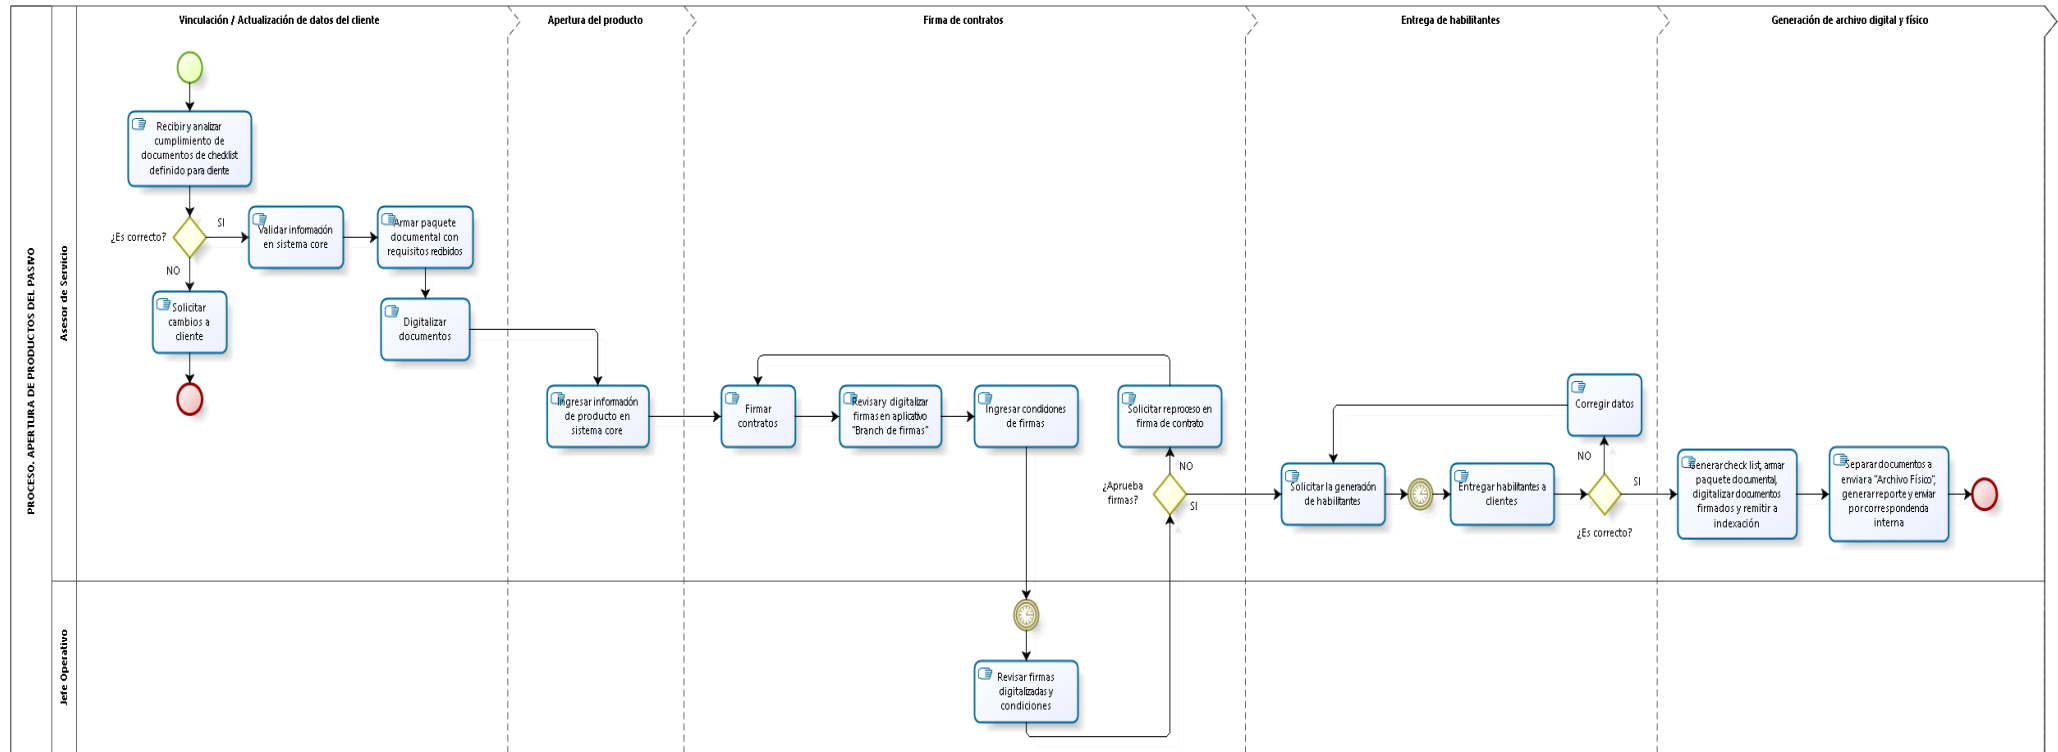 Vinculación / Actualización de datos del cliente
Apertura del producto
Firma de contratos
Entrega de habilitantes
Generación de archivo digital y físico
PROCESO. APERTURA DE PRODUCTOS DEL PASIVO
Asesor de Servicio
Recibir y analizar
cumplimiento de
documentos de checklist
definido para cliente
¿Es correcto?
SI
NO
Validar información
en sistema core
Armar paquete
documental con
requisitos recibidos
Solicitar
cambios a
cliente
Digitalizar
documentos
Ingresar información
de producto en
sistema core
Firmar
contratos
Revisar y digitalizar
firmas en aplicativo
"Branch de firmas"
Ingresar condiciones
de firmas
Solicitar reproceso en
firma de contrato
NO
¿Aprueba
firmas?
SI
Solicitar la generación
de habilitantes
Entregar habilitantes a
clientes
Corregir datos
NO
SI
¿Es correcto?
Generar check list, armar
paquete documental,
digitalizar documentos
firmados y remitir a
indexación
Separar documentos a
enviar a "Archivo Físico",
generar reporte y enviar
por correspondencia
interna
Jefe Operativo
Revisar firmas
digitalizadas y
condiciones